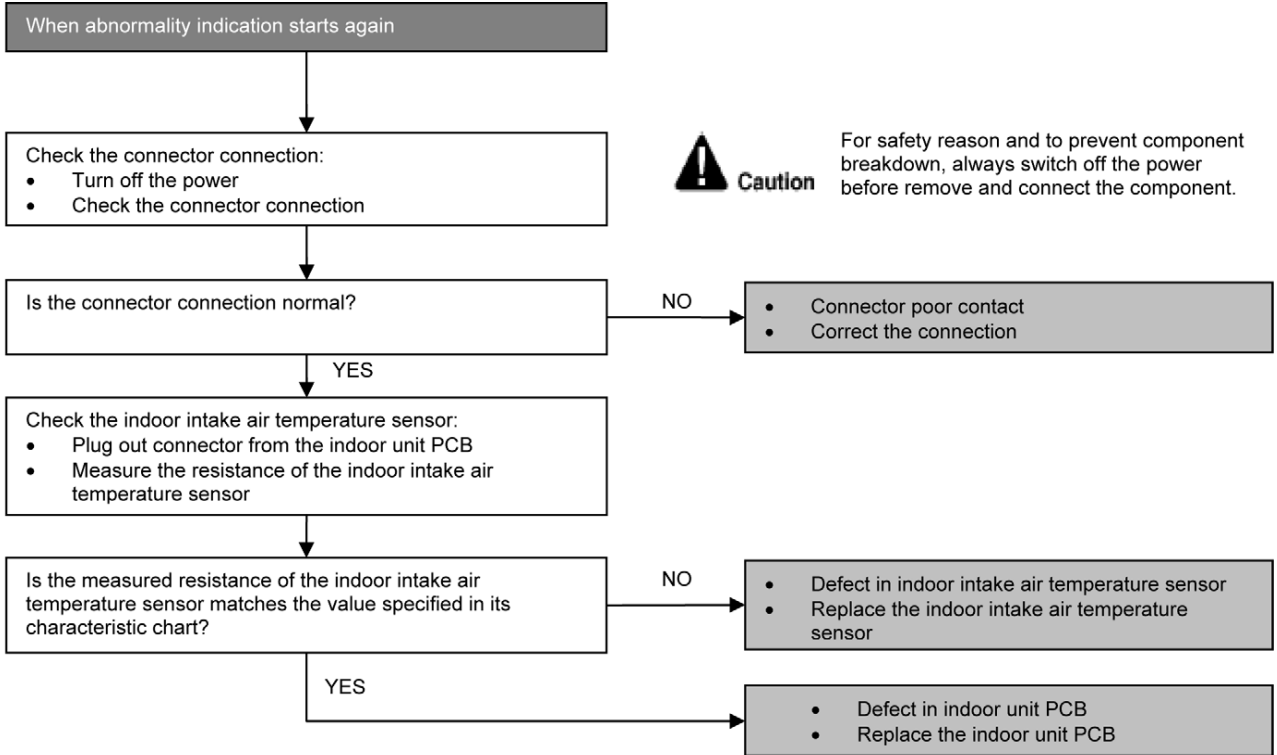 When abnormality indication starts again
Check the connector connection:
• Turn off the power
• Check the connector connection
Caution
For safety reason and to prevent component
breakdown, always switch off the power
before remove and connect the component.
Is the connector connection normal?
NO
• Connector poor contact
• Correct the connection
YES
Check the indoor intake air temperature sensor:
• Plug out connector from the indoor unit PCB
• Measure the resistance of the indoor intake air
temperature sensor
Is the measured resistance of the indoor intake air
temperature sensor matches the value specified in its
characteristic chart?
NO
• Defect in indoor intake air temperature sensor
• Replace the indoor intake air temperature
sensor
YES
• Defect in indoor unit PCB
• Replace the indoor unit PCB